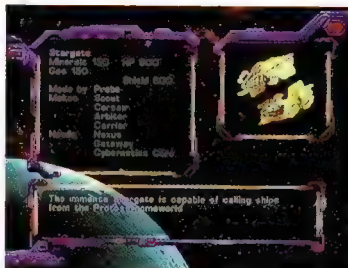 Stargate
Minerals 150 HP 600
Gas 150
Shield 600
Made by Probe
Makes Scout
Corsair
Arbiter
Carrier
Needs Nexus
Gateway
Cybernetics Core
The immense stargate is capable of calling ships
from the Protoss homeworld